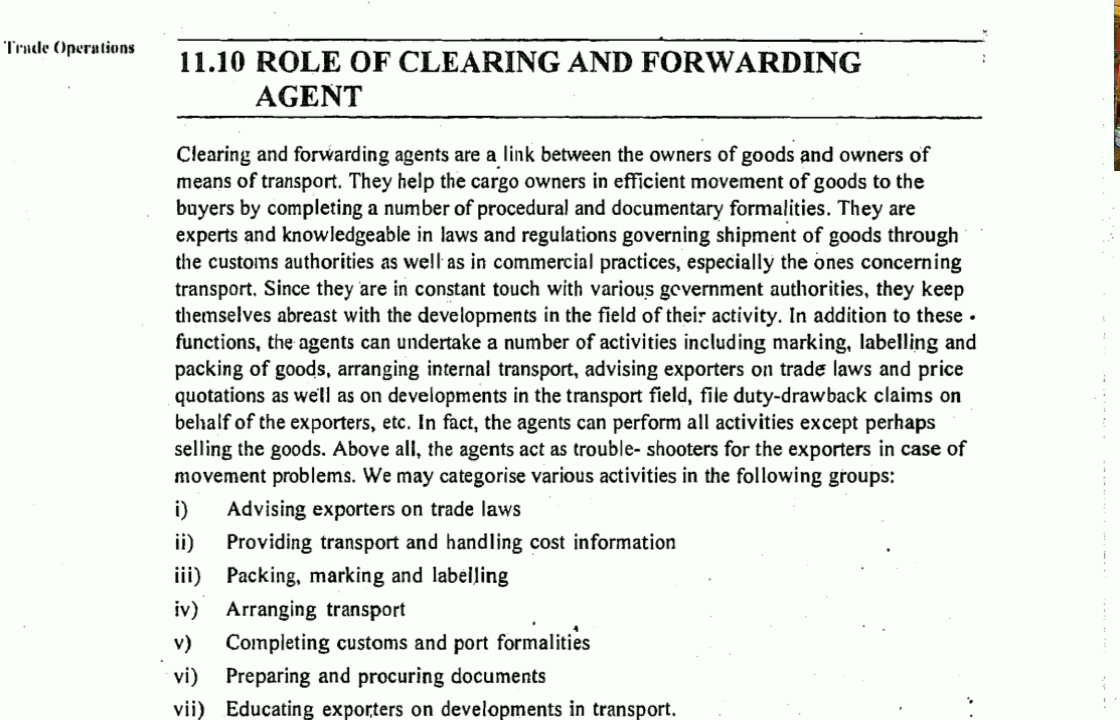 Trade Operations
11.10 ROLE OF CLEARING AND FORWARDING
AGENT
Clearing and forwarding agents are a link between the owners of goods and owners of
means of transport. They help the cargo owners in efficient movement of goods to the
buyers by completing a number of procedural and documentary formalities. They are
experts and knowledgeable in laws and regulations governing shipment of goods through
the customs authorities as well as in commercial practices, especially the ones concerning
transport. Since they are in constant touch with various government authorities, they keep
themselves abreast with the developments in the field of their activity. In addition to these
functions, the agents can undertake a number of activities including marking, labelling and
packing of goods, arranging internal transport, advising exporters on trade laws and price
quotations as well as on developments in the transport field, file duty-drawback claims on
behalf of the exporters, etc. In fact, the agents can perform all activities except perhaps
selling the goods. Above all, the agents act as trouble- shooters for the exporters in case of
movement problems. We may categorise various activities in the following groups:
i) Advising exporters on trade laws
ii) Providing transport and handling cost information
iii) Packing, marking and labelling
iv) Arranging transport
v) Completing customs and port formalities
vi) Preparing and procuring documents
vii) Educating exporters on developments in transport.